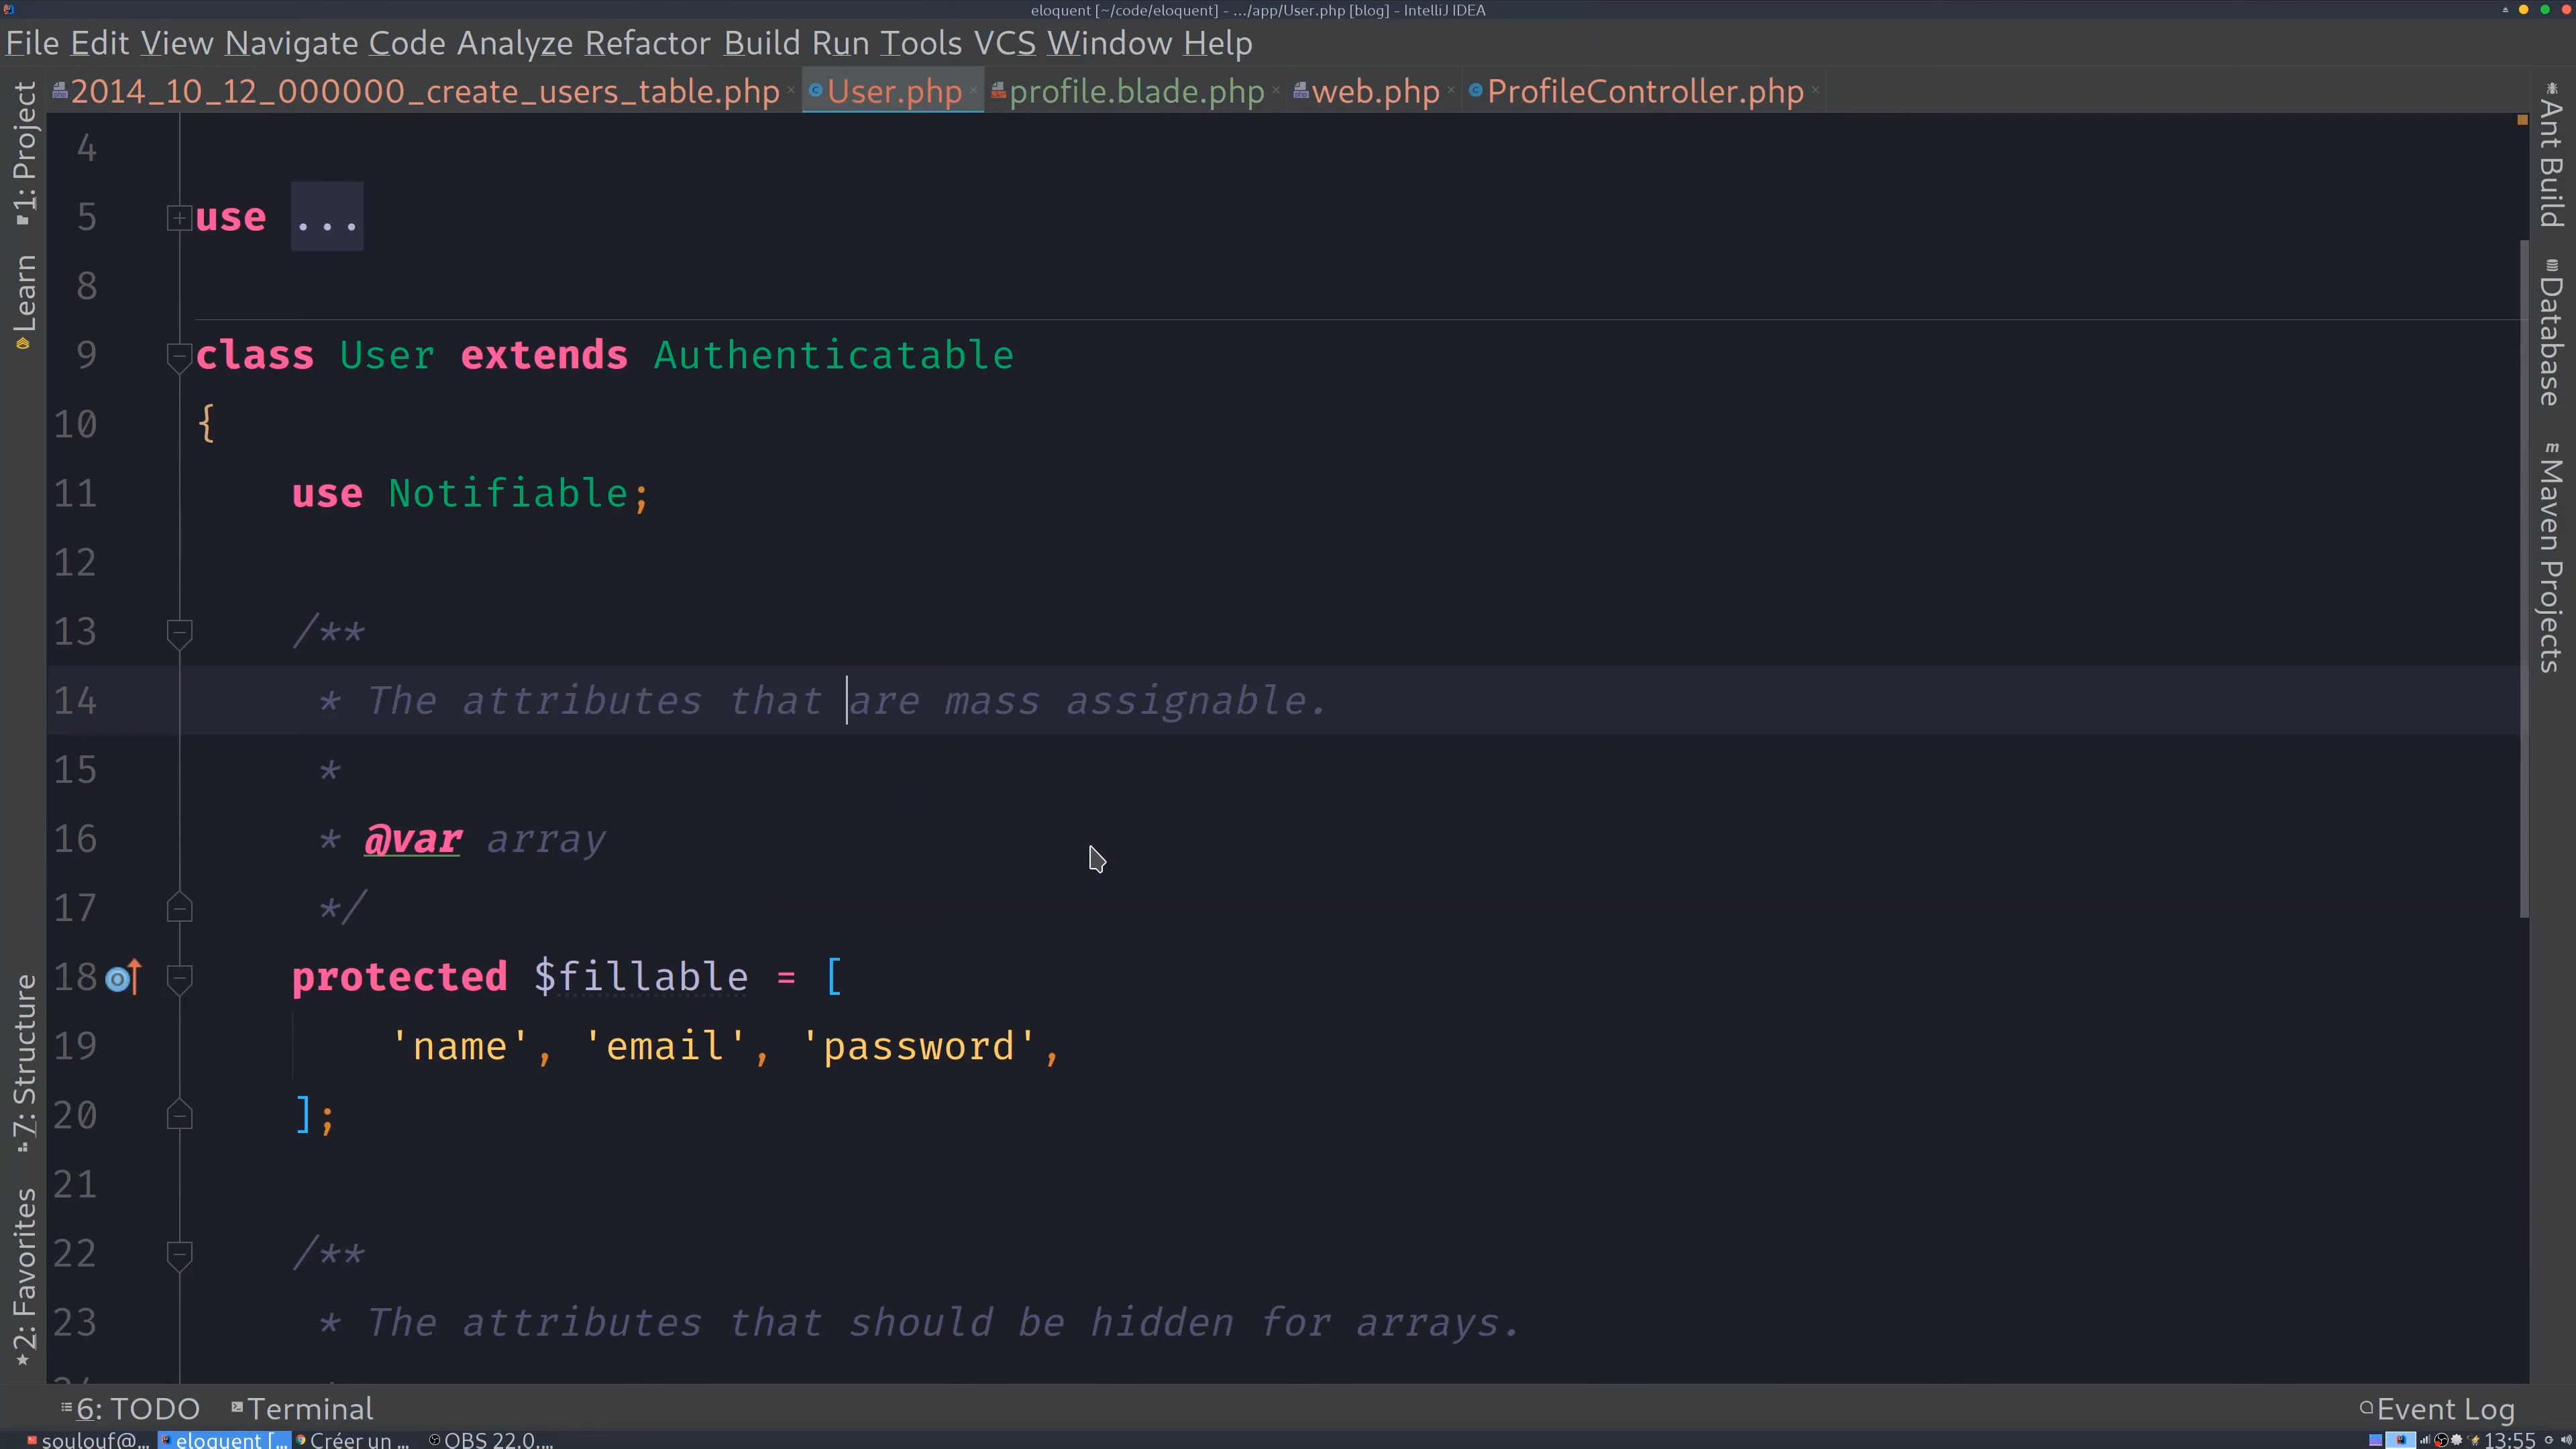 eloquent [~/code/eloquent] - .../app/User.php [blog] - IntelliJ IDEA
File Edit View Navigate Code Analyze Refactor Build Run Tools VCS Window Help
2014_10_12_000000_create_users_table.php User.php profile.blade.php web.php ProfileController.php
1: Project
Learn
7: Structure
2: Favorites
4
5 use ...
8
9 class User extends Authenticatable
10 {
11 use Notifiable;
12
13 /**
14 * The attributes that are mass assignable.
15 *
16 * @var array
17 */
18 protected $fillable = [
19 'name', 'email', 'password',
20 ];
21
22 /**
23 * The attributes that should be hidden for arrays.
Ant Build
Database
Maven Projects
6: TODO Terminal Event Log
soulouf@... eloquent [... Créer un ... OBS 22.0.... 13:55